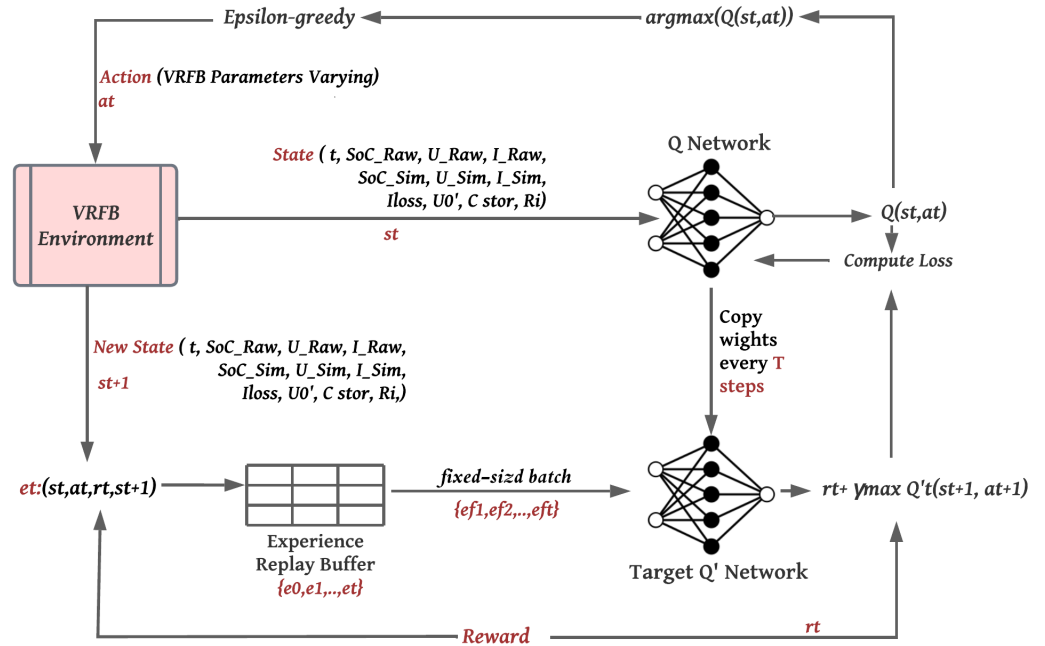 Epsilon-greedy
argmax(Q(st,at))
Action (VRFB Parameters Varying)
at
Q Network
State ( t, SoC_Raw, U_Raw, I_Raw,
SoC_Sim, U_Sim, I_Sim,
Iloss, U0', C stor, Ri)
st
VRFB
Environment
Q(st,at)
Compute Loss
New State ( t, SoC_Raw, U_Raw, I_Raw,
SoC_Sim, U_Sim, I_Sim,
Iloss, U0', C stor, Ri,)
st+1
Copy
wights
every T
steps
et:(st,at,rt,st+1)
fixed-sizd batch
{ef1,ef2,..,eft}
rt+ γmax Q't(st+1, at+1)
Experience
Replay Buffer
{e0,e1,..,et}
Target Q' Network
Reward
rt